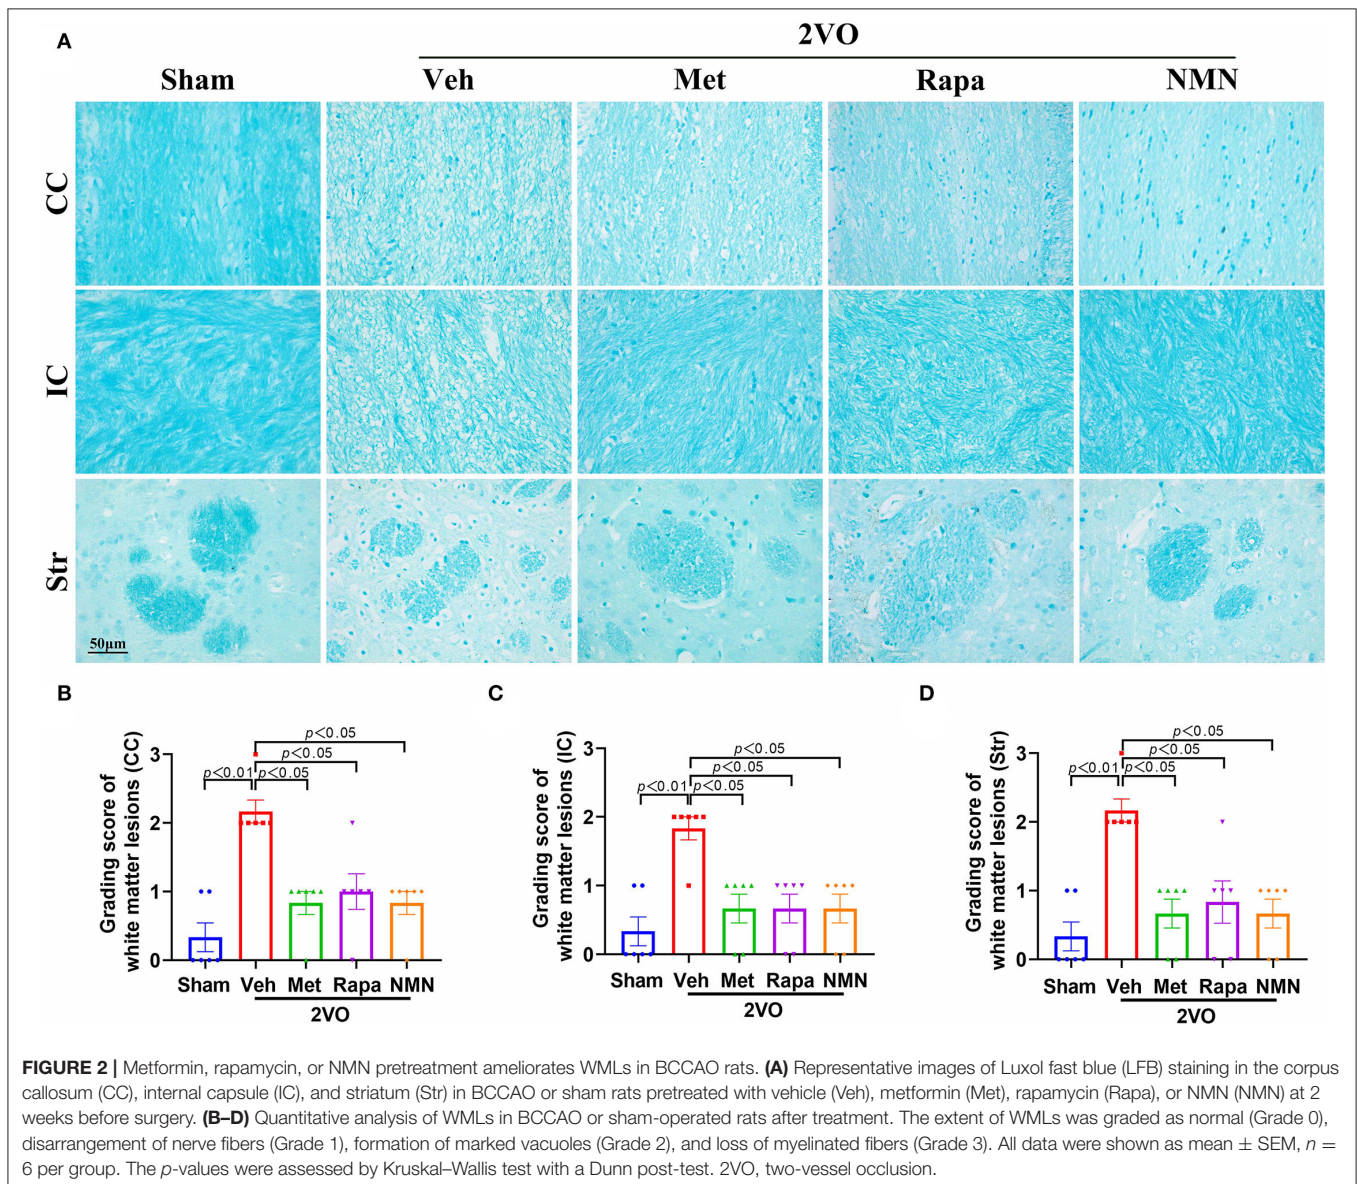 A
2VO
Sham Veh Met Rapa NMN
CC
IC
Str
50μm
B
Grading score of
white matter lesions (CC)
3
2
1
0
p<0.05
p<0.05
p<0.01 p<0.05
Sham Veh Met Rapa NMN
2VO
C
Grading score of
white matter lesions (IC)
3
2
1
0
p<0.05
p<0.05
p<0.01 p<0.05
Sham Veh Met Rapa NMN
2VO
D
Grading score of
white matter lesions (Str)
3
2
1
0
p<0.05
p<0.05
p<0.01 p<0.05
Sham Veh Met Rapa NMN
2VO
FIGURE 2 | Metformin, rapamycin, or NMN pretreatment ameliorates WMLs in BCCAO rats. (A) Representative images of Luxol fast blue (LFB) staining in the corpus
callosum (CC), internal capsule (IC), and striatum (Str) in BCCAO or sham rats pretreated with vehicle (Veh), metformin (Met), rapamycin (Rapa), or NMN (NMN) at 2
weeks before surgery. (B–D) Quantitative analysis of WMLs in BCCAO or sham-operated rats after treatment. The extent of WMLs was graded as normal (Grade 0),
disarrangement of nerve fibers (Grade 1), formation of marked vacuoles (Grade 2), and loss of myelinated fibers (Grade 3). All data were shown as mean ± SEM, n =
6 per group. The p-values were assessed by Kruskal–Wallis test with a Dunn post-test. 2VO, two-vessel occlusion.